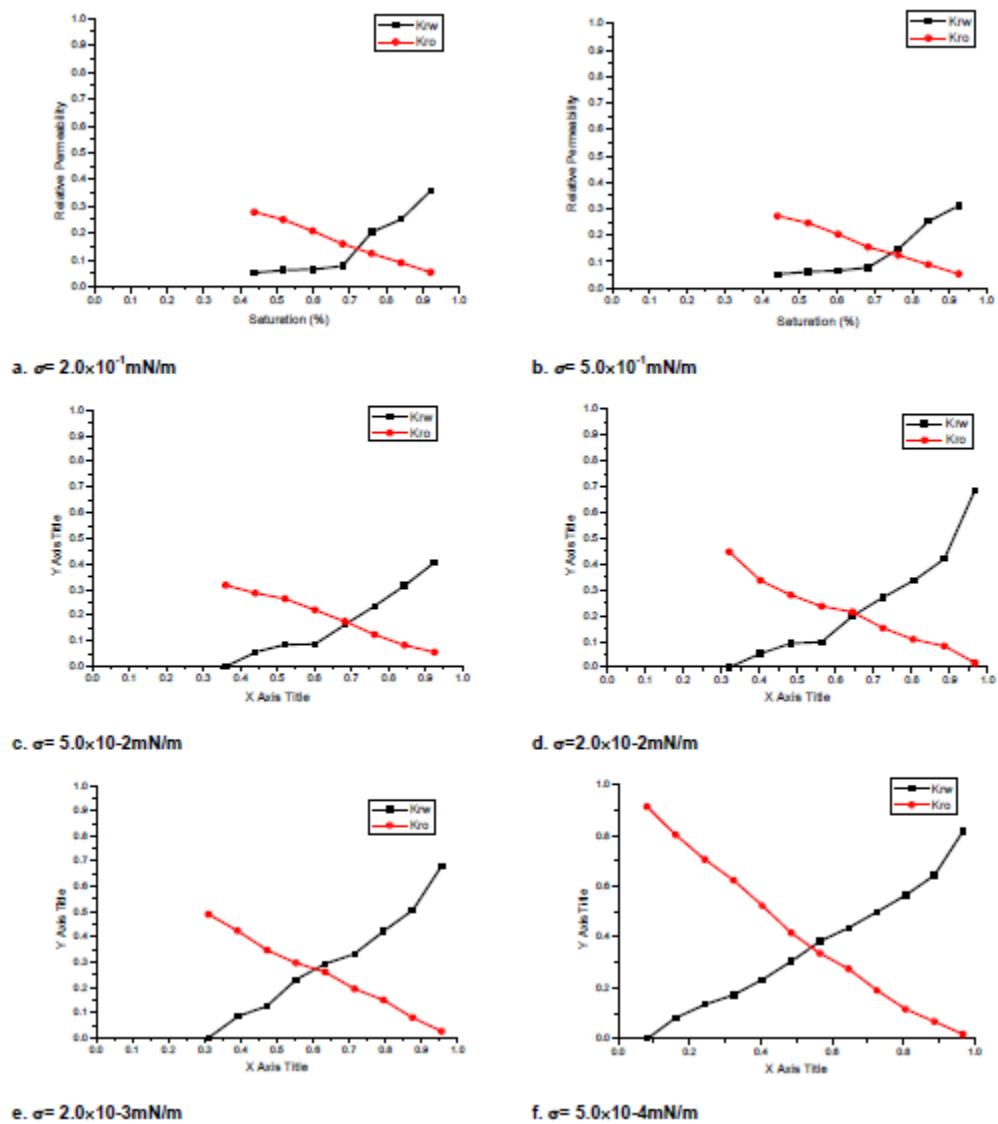 Krw
Kro
Relative Permeability
1.0
0.9
0.8
0.7
0.6
0.5
0.4
0.3
0.2
0.1
0.0
0.0 0.1 0.2 0.3 0.4 0.5 0.6 0.7 0.8 0.9 1.0
Saturation (%)
a. σ= 2.0×10⁻¹mN/m
Krw
Kro
Relative Permeability
1.0
0.9
0.8
0.7
0.6
0.5
0.4
0.3
0.2
0.1
0.0
0.0 0.1 0.2 0.3 0.4 0.5 0.6 0.7 0.8 0.9 1.0
Saturation (%)
b. σ= 5.0×10⁻¹mN/m
Krw
Kro
Y Axis Title
1.0
0.9
0.8
0.7
0.6
0.5
0.4
0.3
0.2
0.1
0.0
0.0 0.1 0.2 0.3 0.4 0.5 0.6 0.7 0.8 0.9 1.0
X Axis Title
c. σ= 5.0×10-2mN/m
Krw
Kro
Y Axis Title
1.0
0.9
0.8
0.7
0.6
0.5
0.4
0.3
0.2
0.1
0.0
0.0 0.1 0.2 0.3 0.4 0.5 0.6 0.7 0.8 0.9 1.0
X Axis Title
d. σ=2.0×10-2mN/m
Krw
Kro
Y Axis Title
1.0
0.9
0.8
0.7
0.6
0.5
0.4
0.3
0.2
0.1
0.0
0.0 0.1 0.2 0.3 0.4 0.5 0.6 0.7 0.8 0.9 1.0
X Axis Title
e. σ= 2.0×10-3mN/m
Krw
Kro
Y Axis Title
1.0
0.8
0.6
0.4
0.2
0.0
0.0 0.2 0.4 0.6 0.8 1.0
X Axis Title
f. σ= 5.0×10-4mN/m